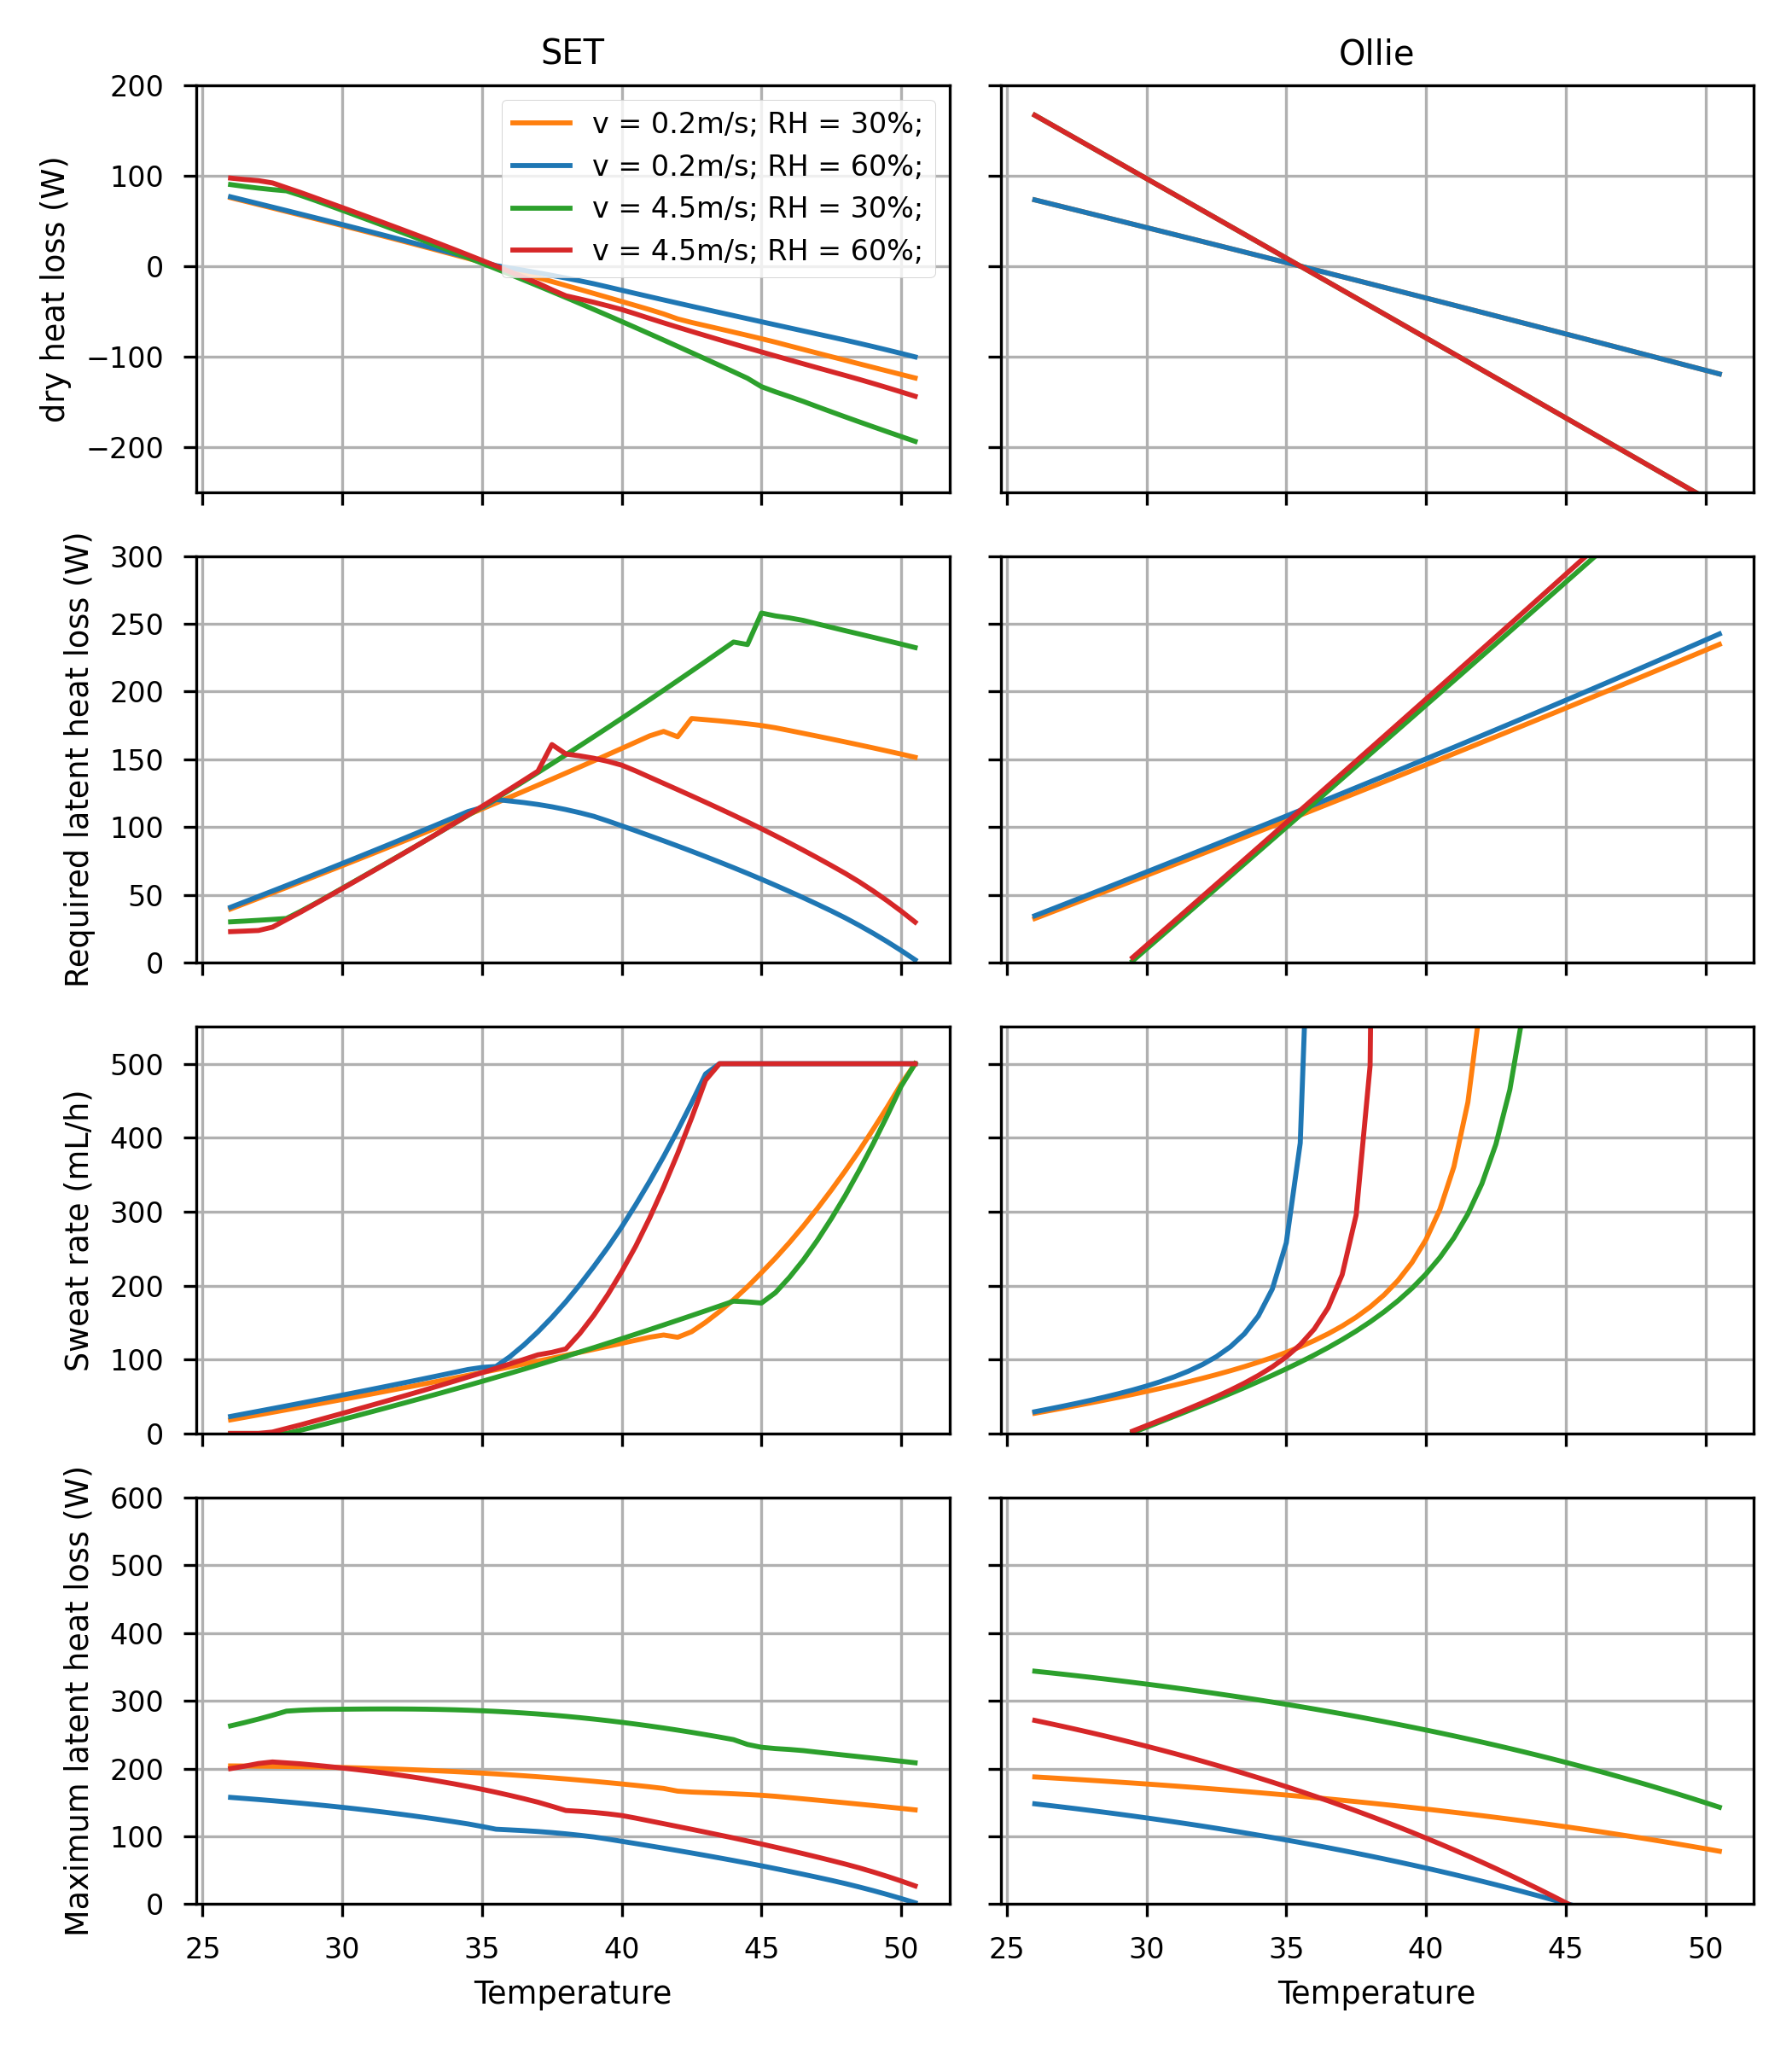 SET
Ollie
dry heat loss (W)
200
100
0
−100
−200
v = 0.2m/s; RH = 30%;
v = 0.2m/s; RH = 60%;
v = 4.5m/s; RH = 30%;
v = 4.5m/s; RH = 60%;
Required latent heat loss (W)
300
250
200
150
100
50
0
Sweat rate (mL/h)
500
400
300
200
100
0
Maximum latent heat loss (W)
600
500
400
300
200
100
0
25 30 35 40 45 50
25 30 35 40 45 50
Temperature
Temperature